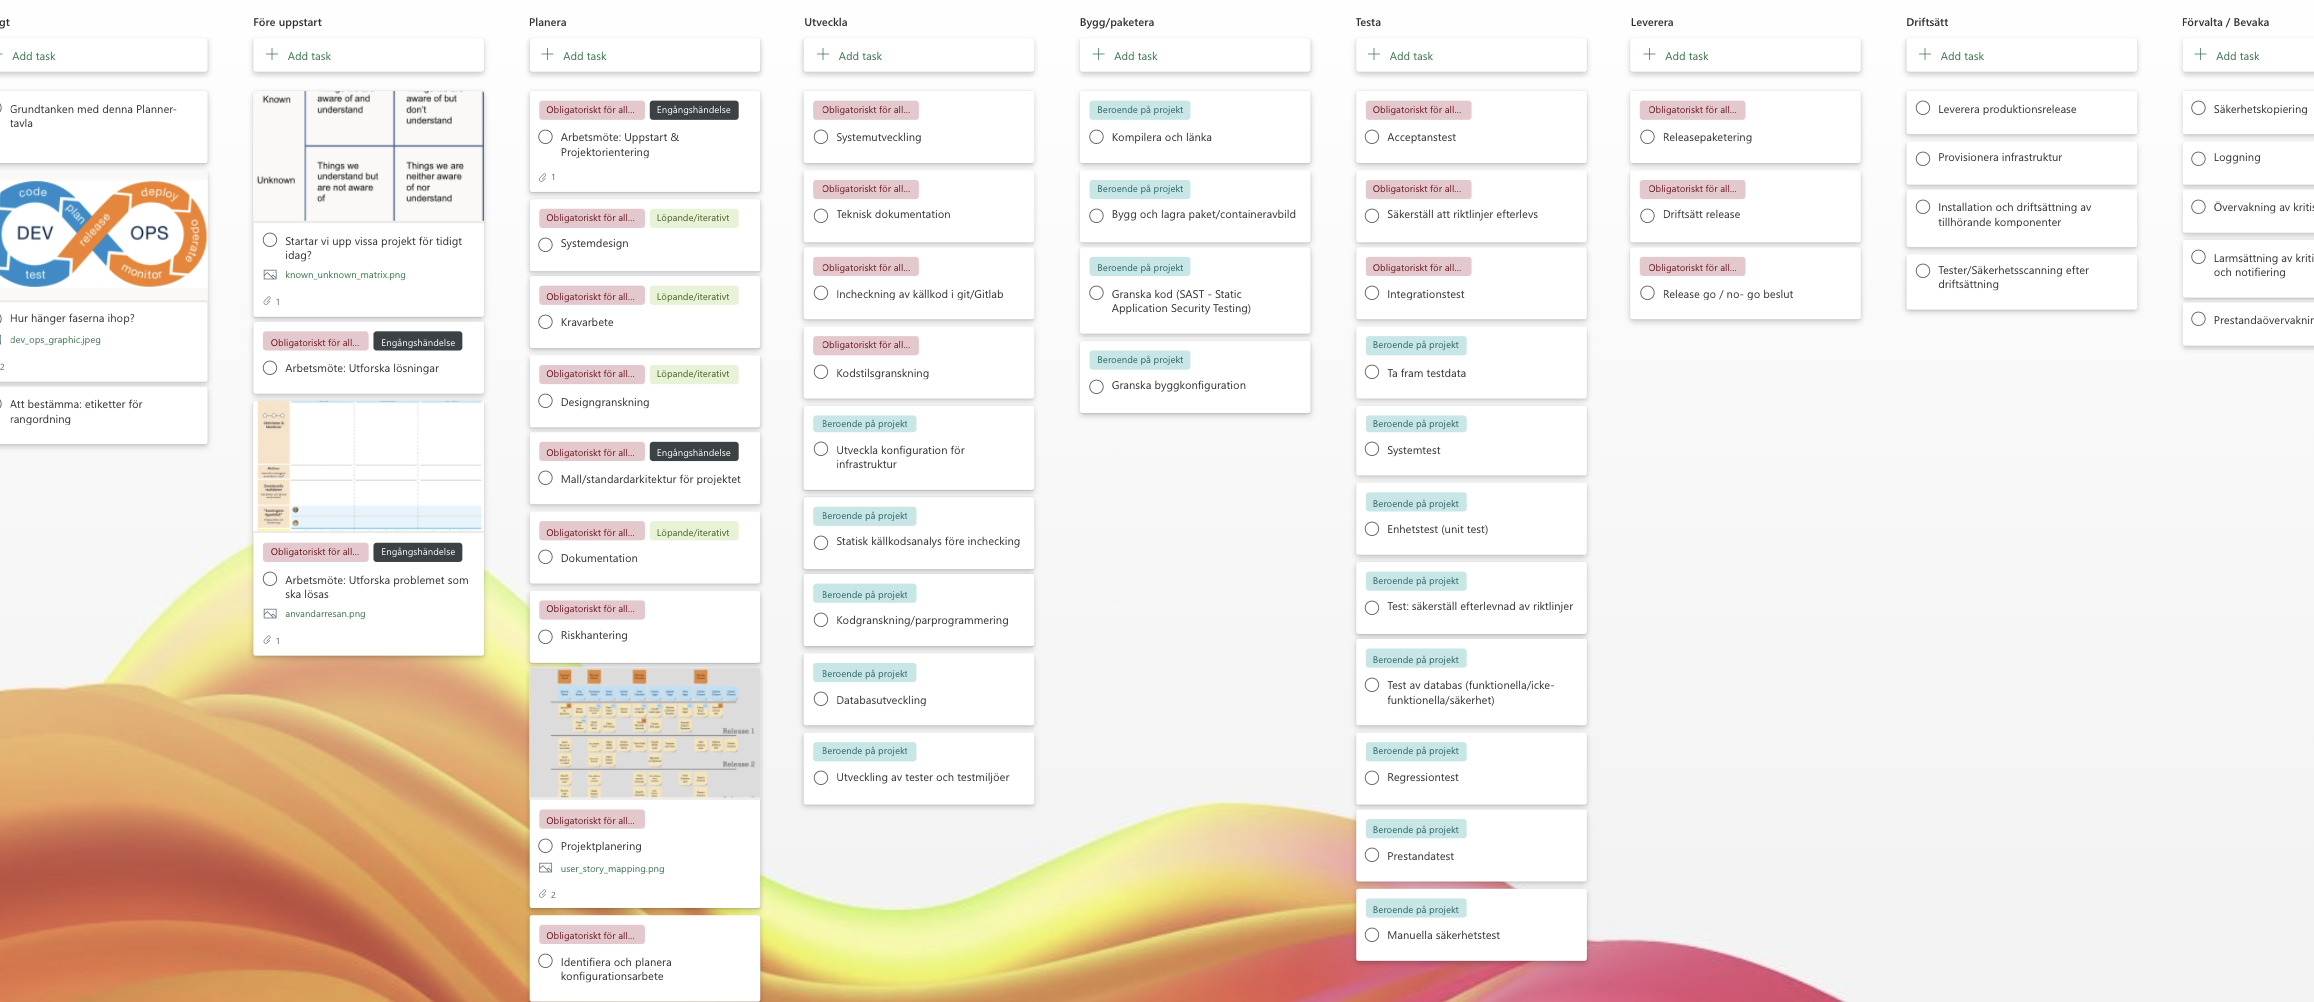 gt
Add task
Grundtanken med denna Planner-
tavla
code
deploy
plan
release
operate
DEV
OPS
test
monitor
Hur hänger faserna ihop?
dev_ops_graphic.jpeg
2
Att bestämma: etiketter för
rangordning
Före uppstart
Add task
Known
aware of and
understand
aware of but
don't
understand
Unknown
Things we
understand but
are not aware
of
Things we are
neither aware
of nor
understand
Startar vi upp vissa projekt för tidigt
idag?
known_unknown_matrix.png
1
Obligatoriskt för all...
Engångshändelse
Arbetsmöte: Utforska lösningar
Obligatoriskt för all...
Engångshändelse
Arbetsmöte: Utforska problemet som
ska lösas
anvandarresan.png
1
Planera
Add task
Obligatoriskt för all...
Engångshändelse
Arbetsmöte: Uppstart &
Projektorientering
1
Obligatoriskt för all...
Löpande/iterativt
Systemdesign
Obligatoriskt för all...
Löpande/iterativt
Kravarbete
Obligatoriskt för all...
Löpande/iterativt
Designgranskning
Obligatoriskt för all...
Engångshändelse
Mall/standardarkitektur för projektet
Obligatoriskt för all...
Löpande/iterativt
Dokumentation
Obligatoriskt för all...
Riskhantering
Release 1
Release 2
Obligatoriskt för all...
Projektplanering
user_story_mapping.png
2
Obligatoriskt för all...
Identifiera och planera
konfigurationsarbete
Utveckla
Add task
Obligatoriskt för all...
Systemutveckling
Obligatoriskt för all...
Teknisk dokumentation
Obligatoriskt för all...
Incheckning av källkod i git/Gitlab
Obligatoriskt för all...
Kodstilsgranskning
Beroende på projekt
Utveckla konfiguration för
infrastruktur
Beroende på projekt
Statisk källkodsanalys före inchecking
Beroende på projekt
Kodgranskning/parprogrammering
Beroende på projekt
Databasutveckling
Beroende på projekt
Utveckling av tester och testmiljöer
Bygg/paketera
Add task
Beroende på projekt
Kompilera och länka
Beroende på projekt
Bygg och lagra paket/containeravbild
Beroende på projekt
Granska kod (SAST - Static
Application Security Testing)
Beroende på projekt
Granska byggkonfiguration
Testa
Add task
Obligatoriskt för all...
Acceptanstest
Obligatoriskt för all...
Säkerställ att riktlinjer efterlevs
Obligatoriskt för all...
Integrationstest
Beroende på projekt
Ta fram testdata
Beroende på projekt
Systemtest
Beroende på projekt
Enhetstest (unit test)
Beroende på projekt
Test: säkerställ efterlevnad av riktlinjer
Beroende på projekt
Test av databas (funktionella/icke-
funktionella/säkerhet)
Beroende på projekt
Regressiontest
Beroende på projekt
Prestandatest
Beroende på projekt
Manuella säkerhetstest
Leverera
Add task
Obligatoriskt för all...
Releasepaketering
Obligatoriskt för all...
Driftsätt release
Obligatoriskt för all...
Release go / no- go beslut
Driftsätt
Add task
Leverera produktionsrelease
Provisionera infrastruktur
Installation och driftsättning av
tillhörande komponenter
Tester/Säkerhetsscanning efter
driftsättning
Förvalta / Bevaka
Add task
Säkerhetskopiering
Loggning
Övervakning av kritis
Larmsättning av kriti
och notifiering
Prestandaövervaknin